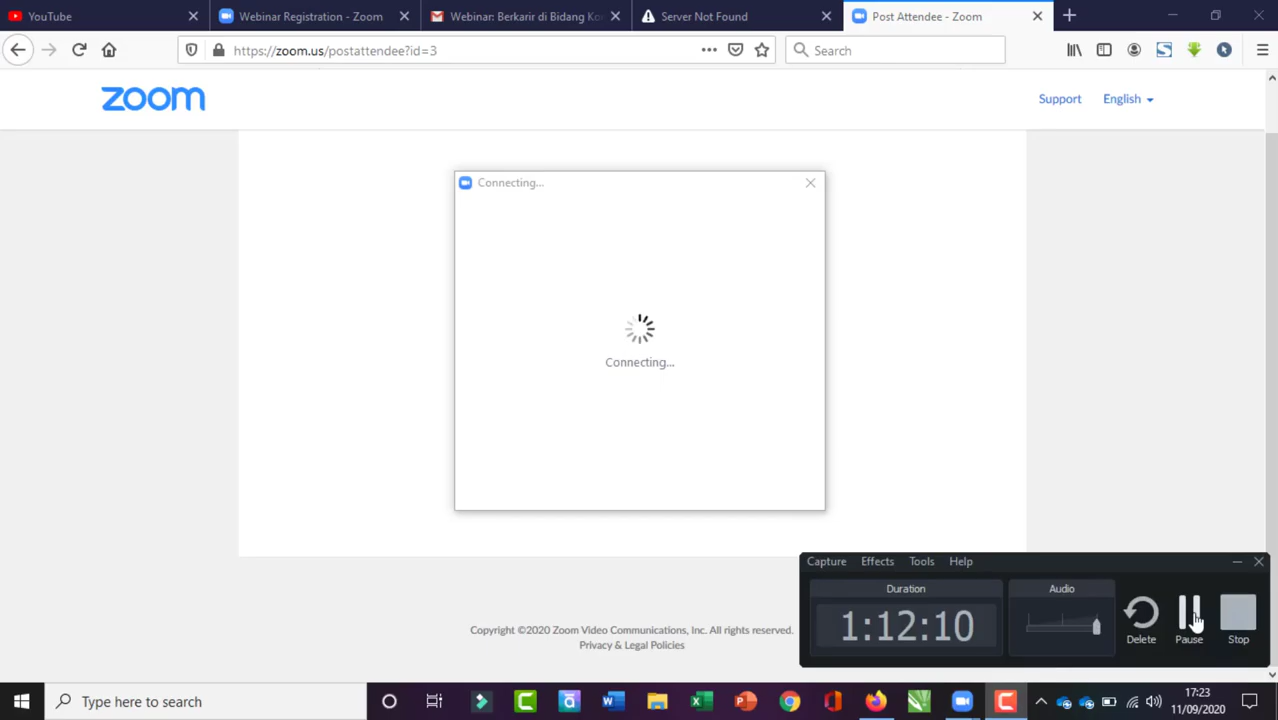 YouTube
Webinar Registration - Zoom
Webinar: Berkarir di Bidang Ko
Server Not Found
Post Attendee - Zoom
https://zoom.us/postattendee?id=3
Search
zoom
Support
English
Connecting...
Connecting...
Capture Effects Tools Help
Duration
Audio
1:12:10
Delete
Pause
Stop
Copyright ©2020 Zoom Video Communications, Inc. All rights reserved.
Privacy & Legal Policies
Type here to search
17:23
11/09/2020